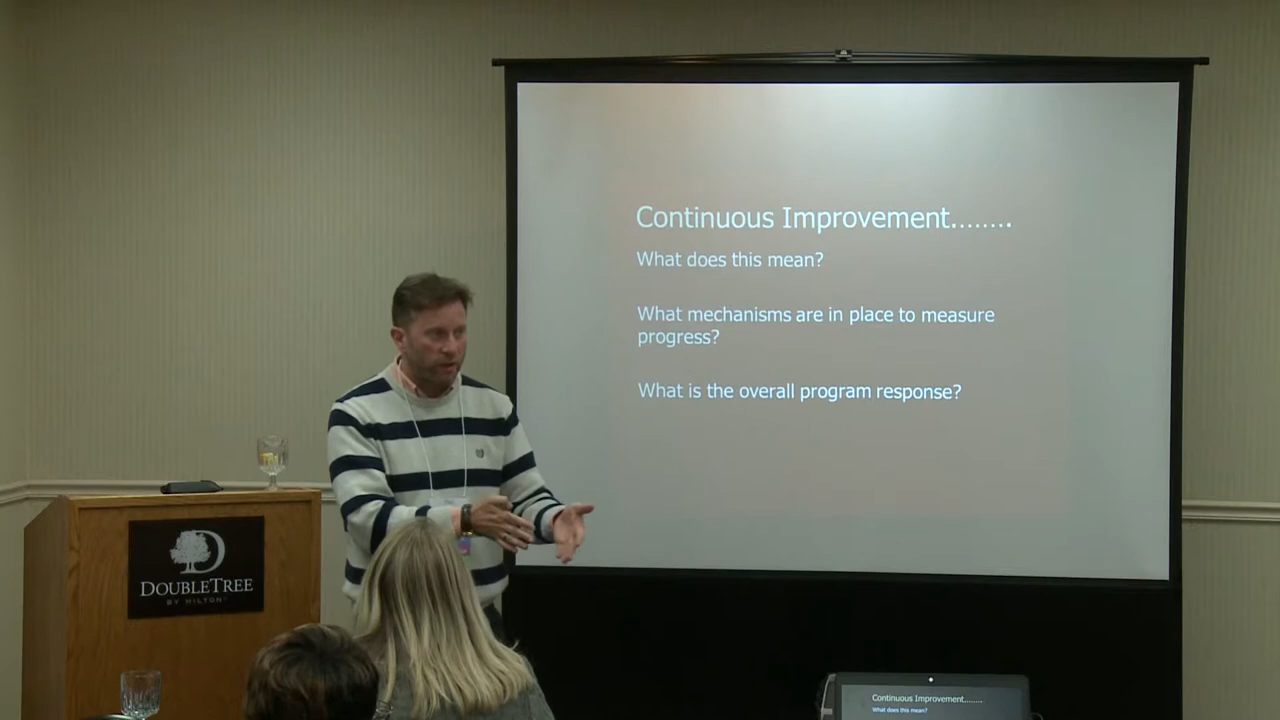 Continuous Improvement........
What does this mean?
What mechanisms are in place to measure
progress?
What is the overall program response?
DOUBLETREE
BY HILTON
Continuous Improvement........
What does this mean?